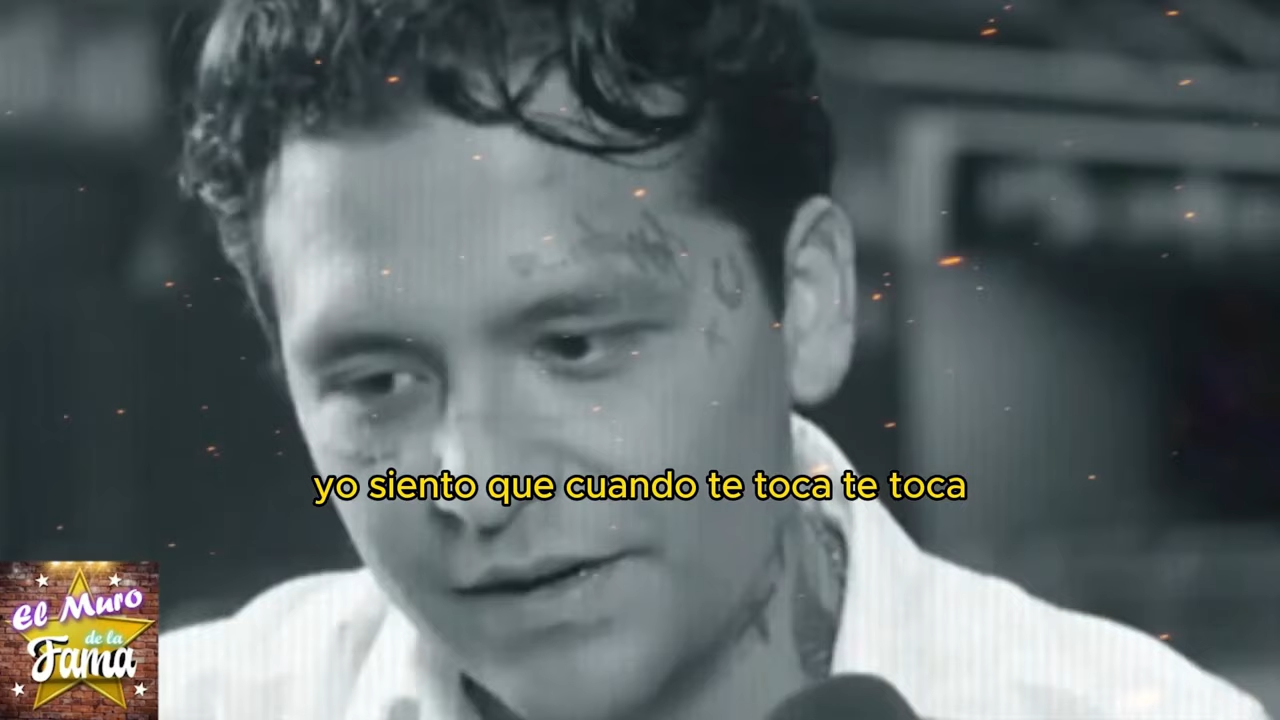 yo siento que cuando te toca te toca
El Muro
de la
Fama